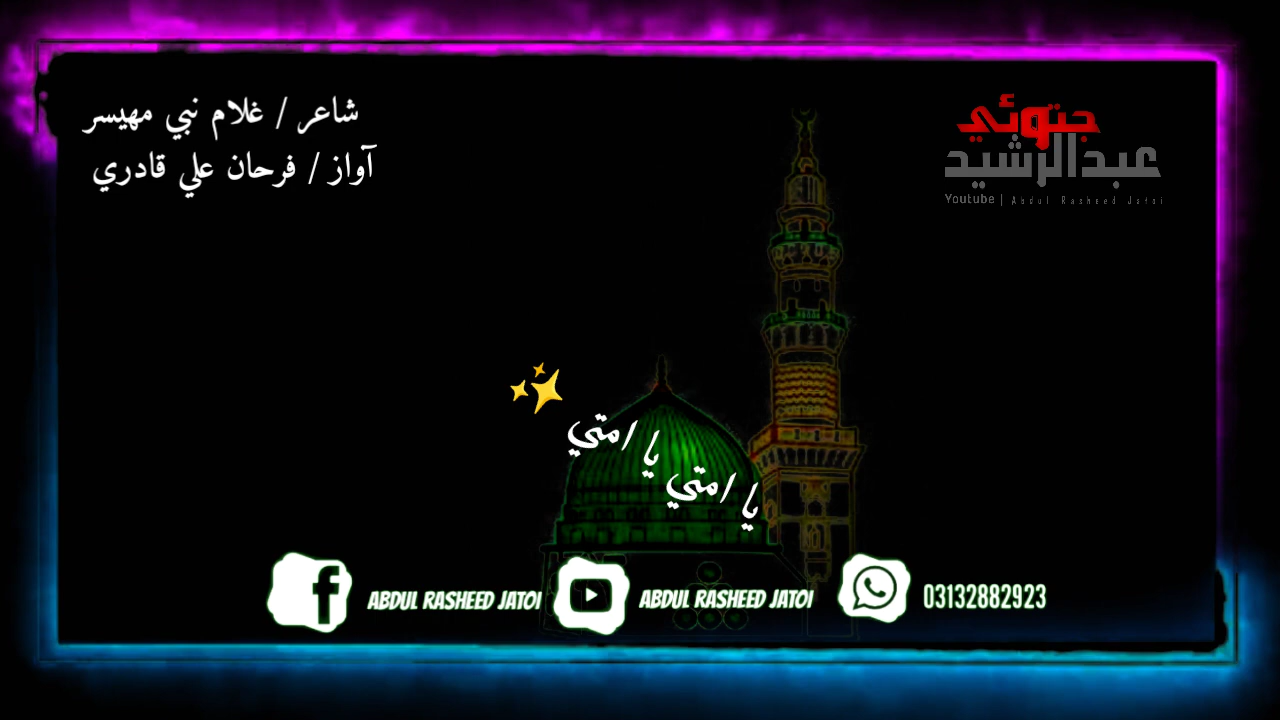 شاعر / غلام نبي مهيسر
آواز / فرحان علي قادري
جتوئي
عبدالرشيد
Youtube | Abdul Rasheed Jatoi
يا امتي يا امتي
ABDUL RASHEED JATOI
ABDUL RASHEED JATOI
03132882923